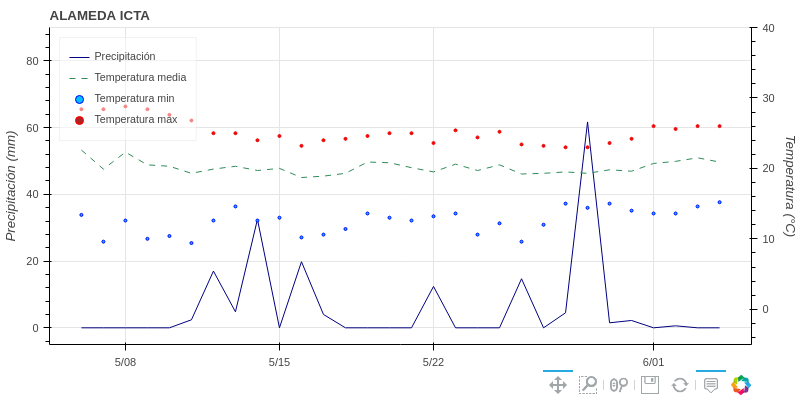 ALAMEDA ICTA
Precipitación
Temperatura media
Temperatura min
Temperatura máx
Precipitación (mm)
80
60
40
20
0
Temperatura (°C)
40
30
20
10
0
5/08
5/15
5/22
6/01